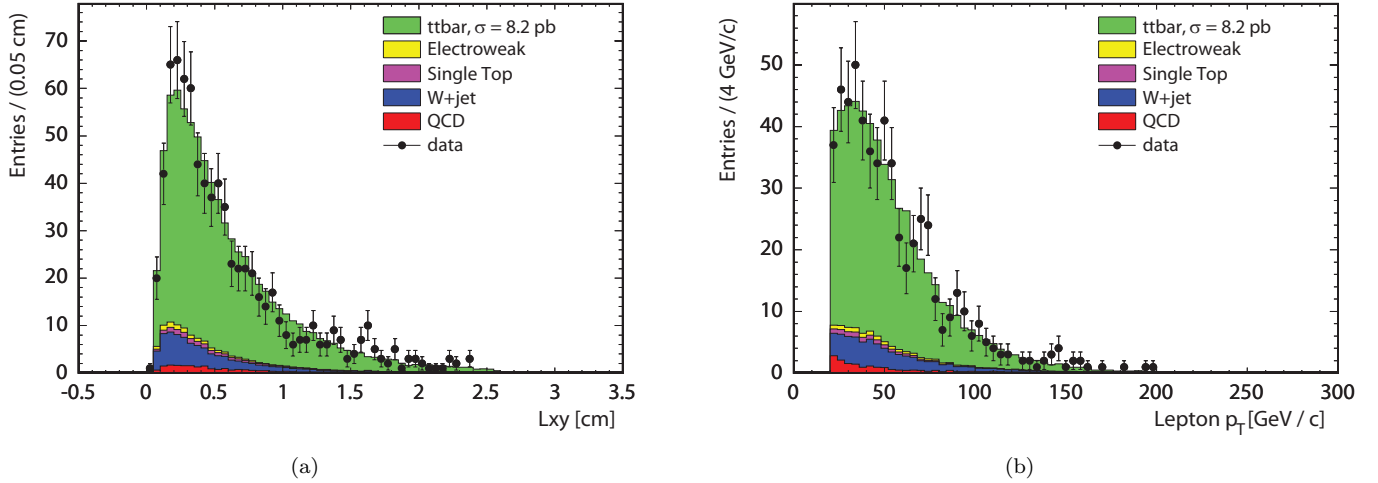 Entries / (0.05 cm)
70
60
50
40
30
20
10
0
-0.5
0
0.5
1
1.5
2
2.5
3
3.5
Lxy [cm]
ttbar, σ = 8.2 pb
Electroweak
Single Top
W+jet
QCD
data
(a)
Entries / (4 GeV/c)
50
40
30
20
10
0
0
50
100
150
200
250
300
Lepton p_T [GeV / c]
ttbar, σ = 8.2 pb
Electroweak
Single Top
W+jet
QCD
data
(b)